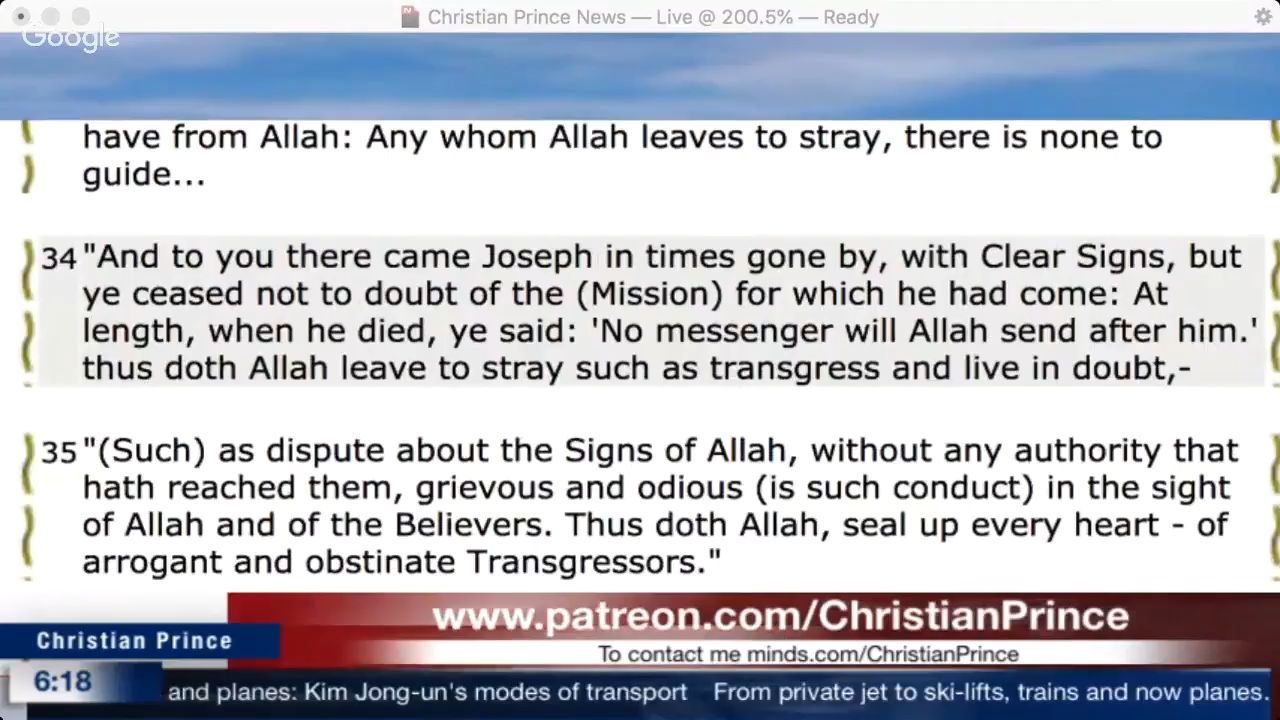 Christian Prince News — Live @ 200.5% — Ready
Google
have from Allah: Any whom Allah leaves to stray, there is none to
guide...
34 "And to you there came Joseph in times gone by, with Clear Signs, but
ye ceased not to doubt of the (Mission) for which he had come: At
length, when he died, ye said: 'No messenger will Allah send after him.'
thus doth Allah leave to stray such as transgress and live in doubt,-
35 "(Such) as dispute about the Signs of Allah, without any authority that
hath reached them, grievous and odious (is such conduct) in the sight
of Allah and of the Believers. Thus doth Allah, seal up every heart - of
arrogant and obstinate Transgressors."
www.patreon.com/ChristianPrince
Christian Prince
To contact me minds.com/ChristianPrince
6:18
and planes: Kim Jong-un's modes of transport From private jet to ski-lifts, trains and now planes.